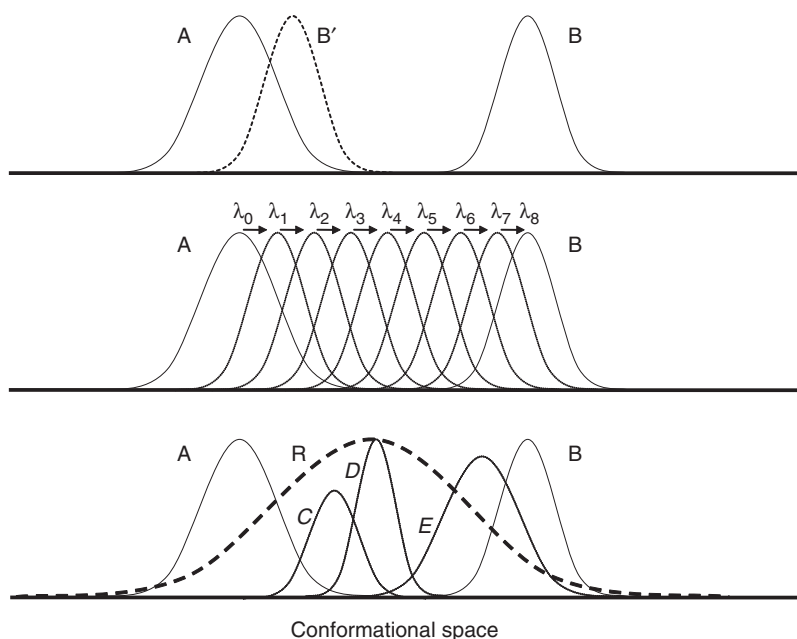 A B′ B
λ₀ λ₁ λ₂ λ₃ λ₄ λ₅ λ₆ λ₇ λ₈
A B
A R D B
C E
Conformational space